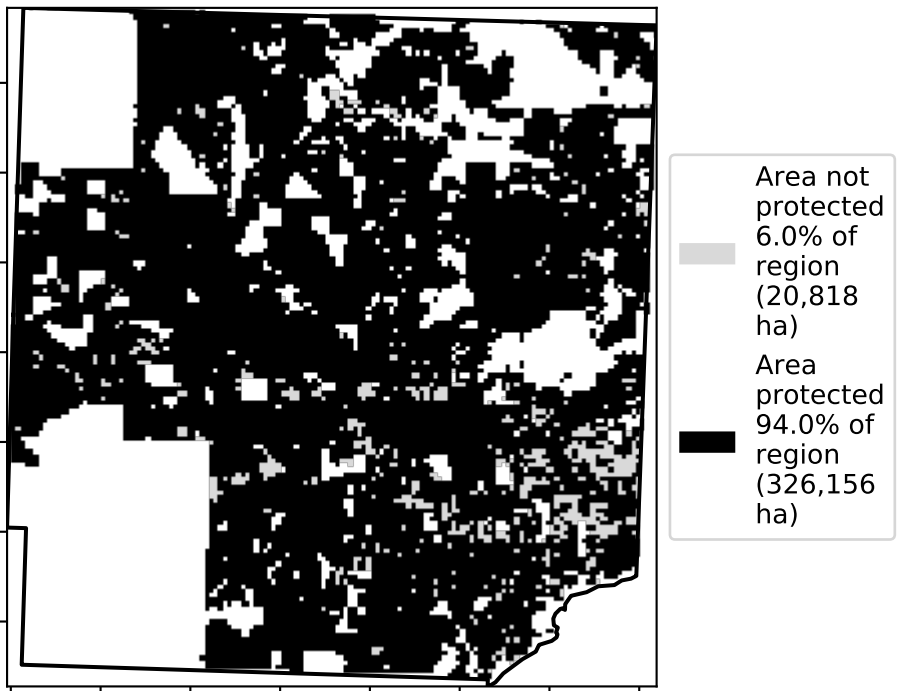 Area not
protected
6.0% of
region
(20,818
ha)
Area
protected
94.0% of
region
(326,156
ha)